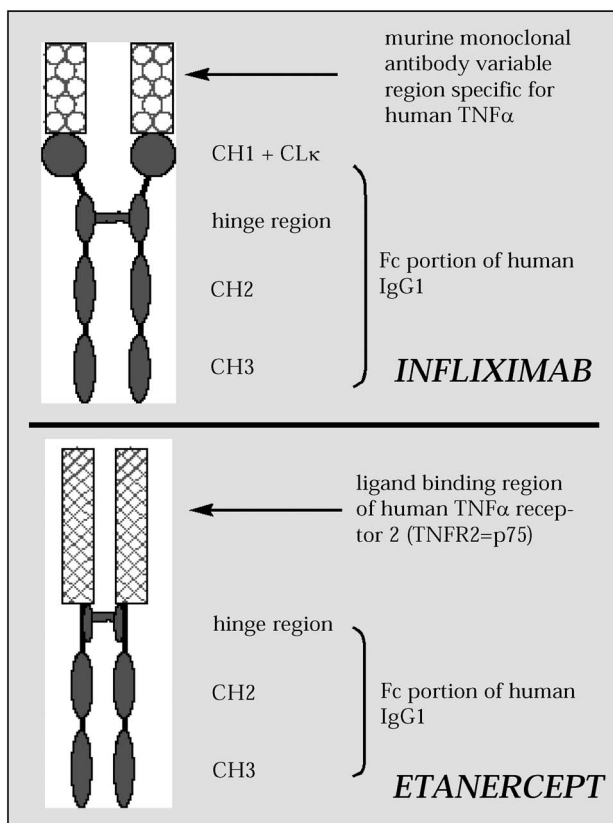 murine monoclonal
antibody variable
region specific for
human TNFα
CH1 + CLκ
hinge region
CH2
CH3
Fc portion of human
IgG1
INFLIXIMAB
ligand binding region
of human TNFα recep-
tor 2 (TNFR2=p75)
hinge region
CH2
CH3
Fc portion of human
IgG1
ETANERCEPT